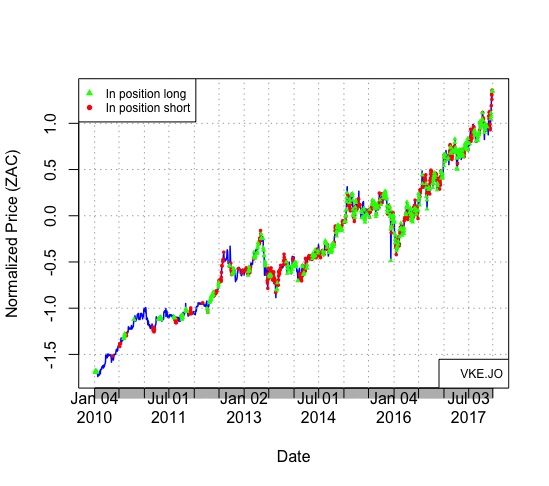 In position long
In position short
Normalized Price (ZAC)
1.0
0.5
0.0
-0.5
-1.0
-1.5
VKE.JO
Jan 04 Jul 01 Jan 02 Jul 01 Jan 04 Jul 03
2010 2011 2013 2014 2016 2017
Date